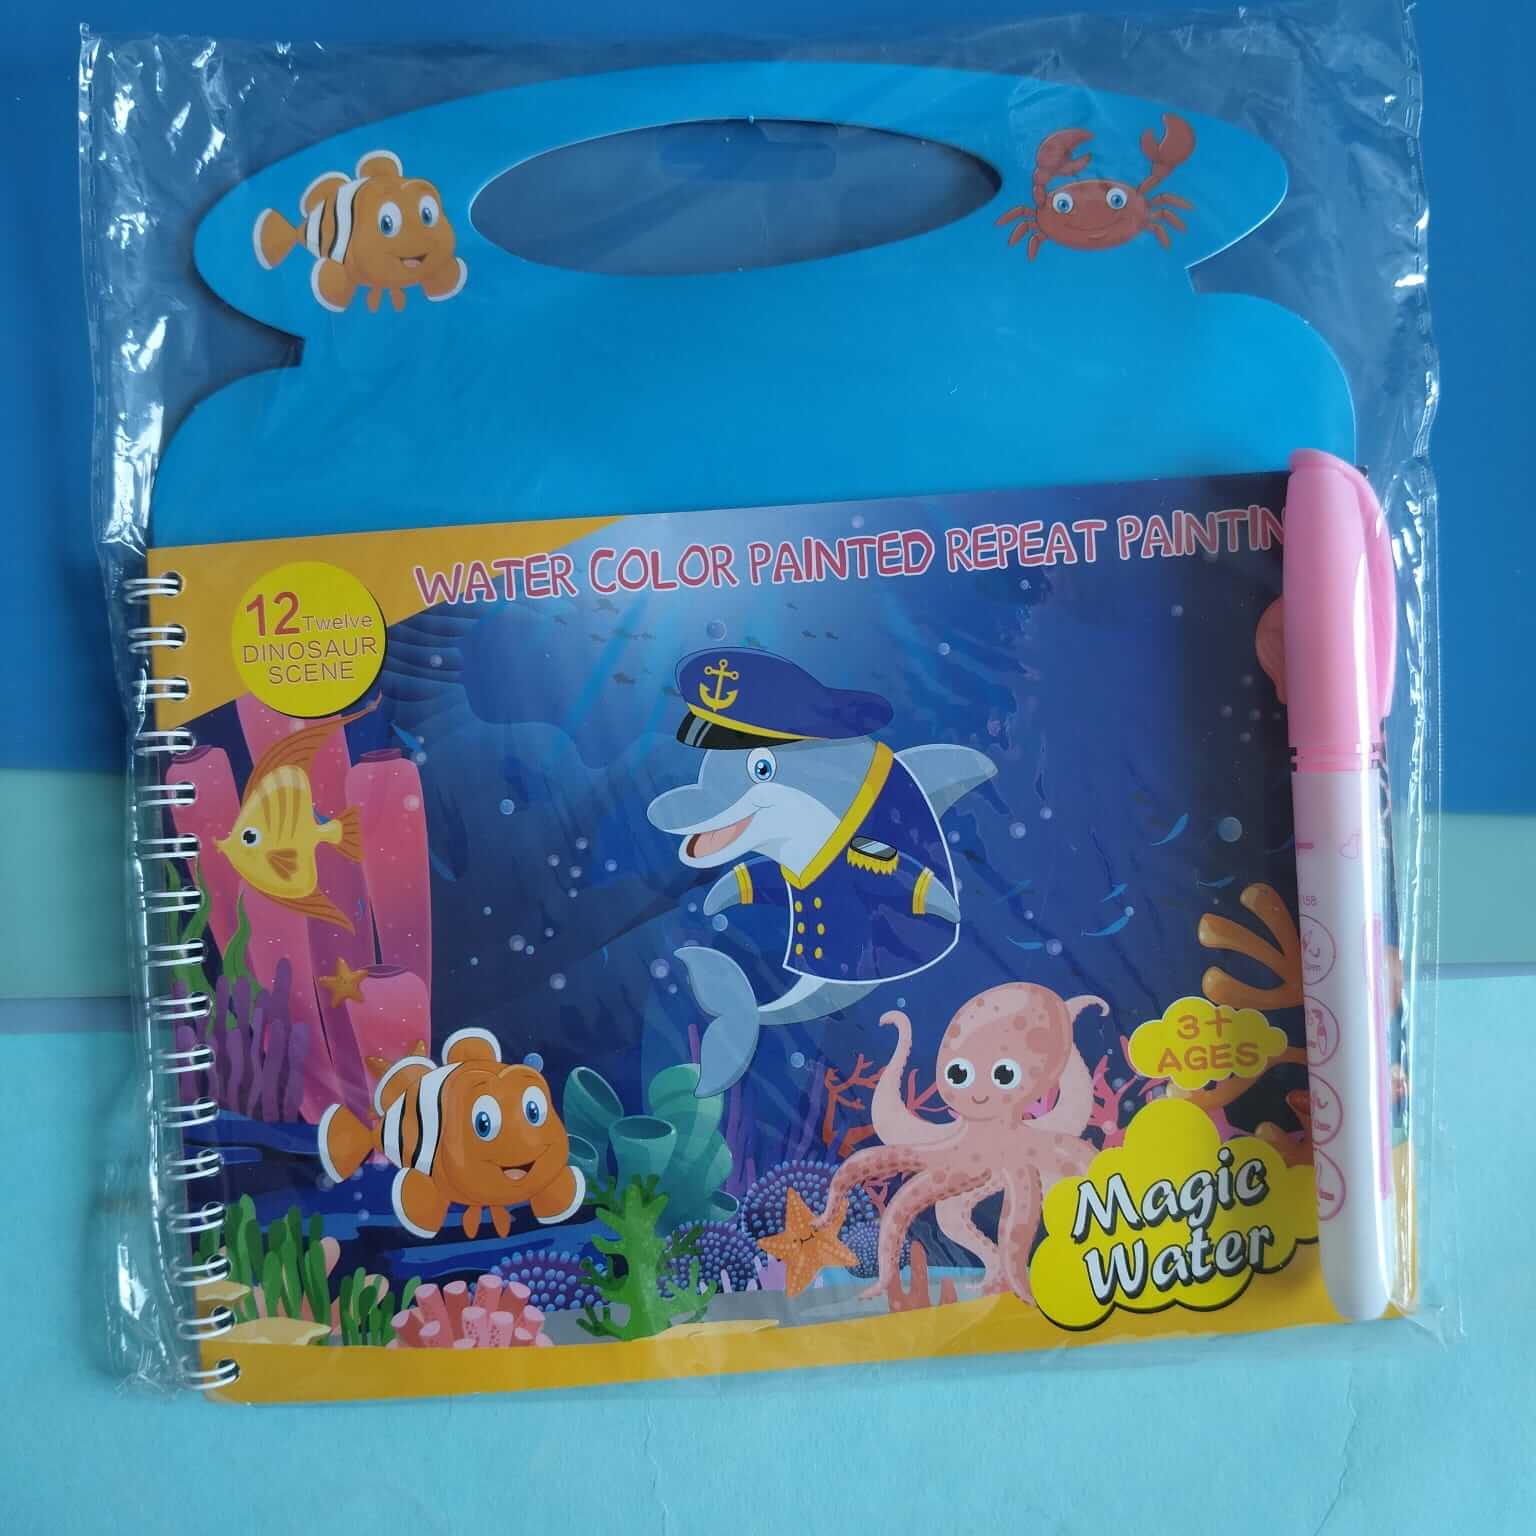 WATER COLOR PAINTED REPEAT PAINTIN
12 Twelve
DINOSAUR
SCENE
3+
AGES
Magic
Water